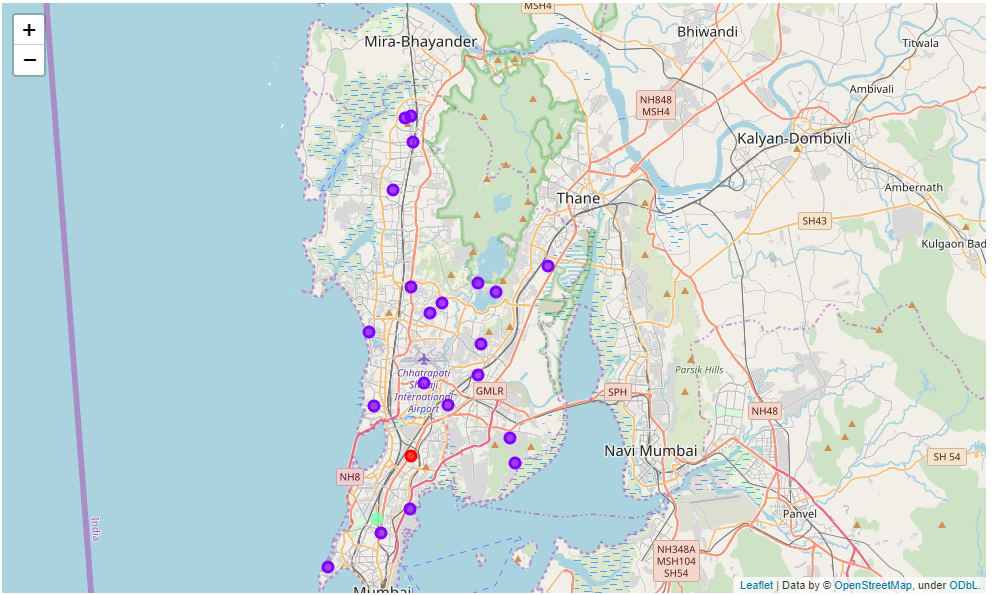 +
−
MSH4
Mira-Bhayander
Bhiwandi
Titwala
NH848
MSH4
Ambivali
Kalyan-Dombivli
Thane
Ambernath
SH43
Kulgaon Bad
Chhatrapati
Shivaji
International
Airport
Parsik Hills
GMLR
SPH
NH48
Navi Mumbai
SH 54
NH8
Panvel
India
NH348A
MSH104
SH54
Mumbai
Leaflet | Data by © OpenStreetMap, under ODbL.